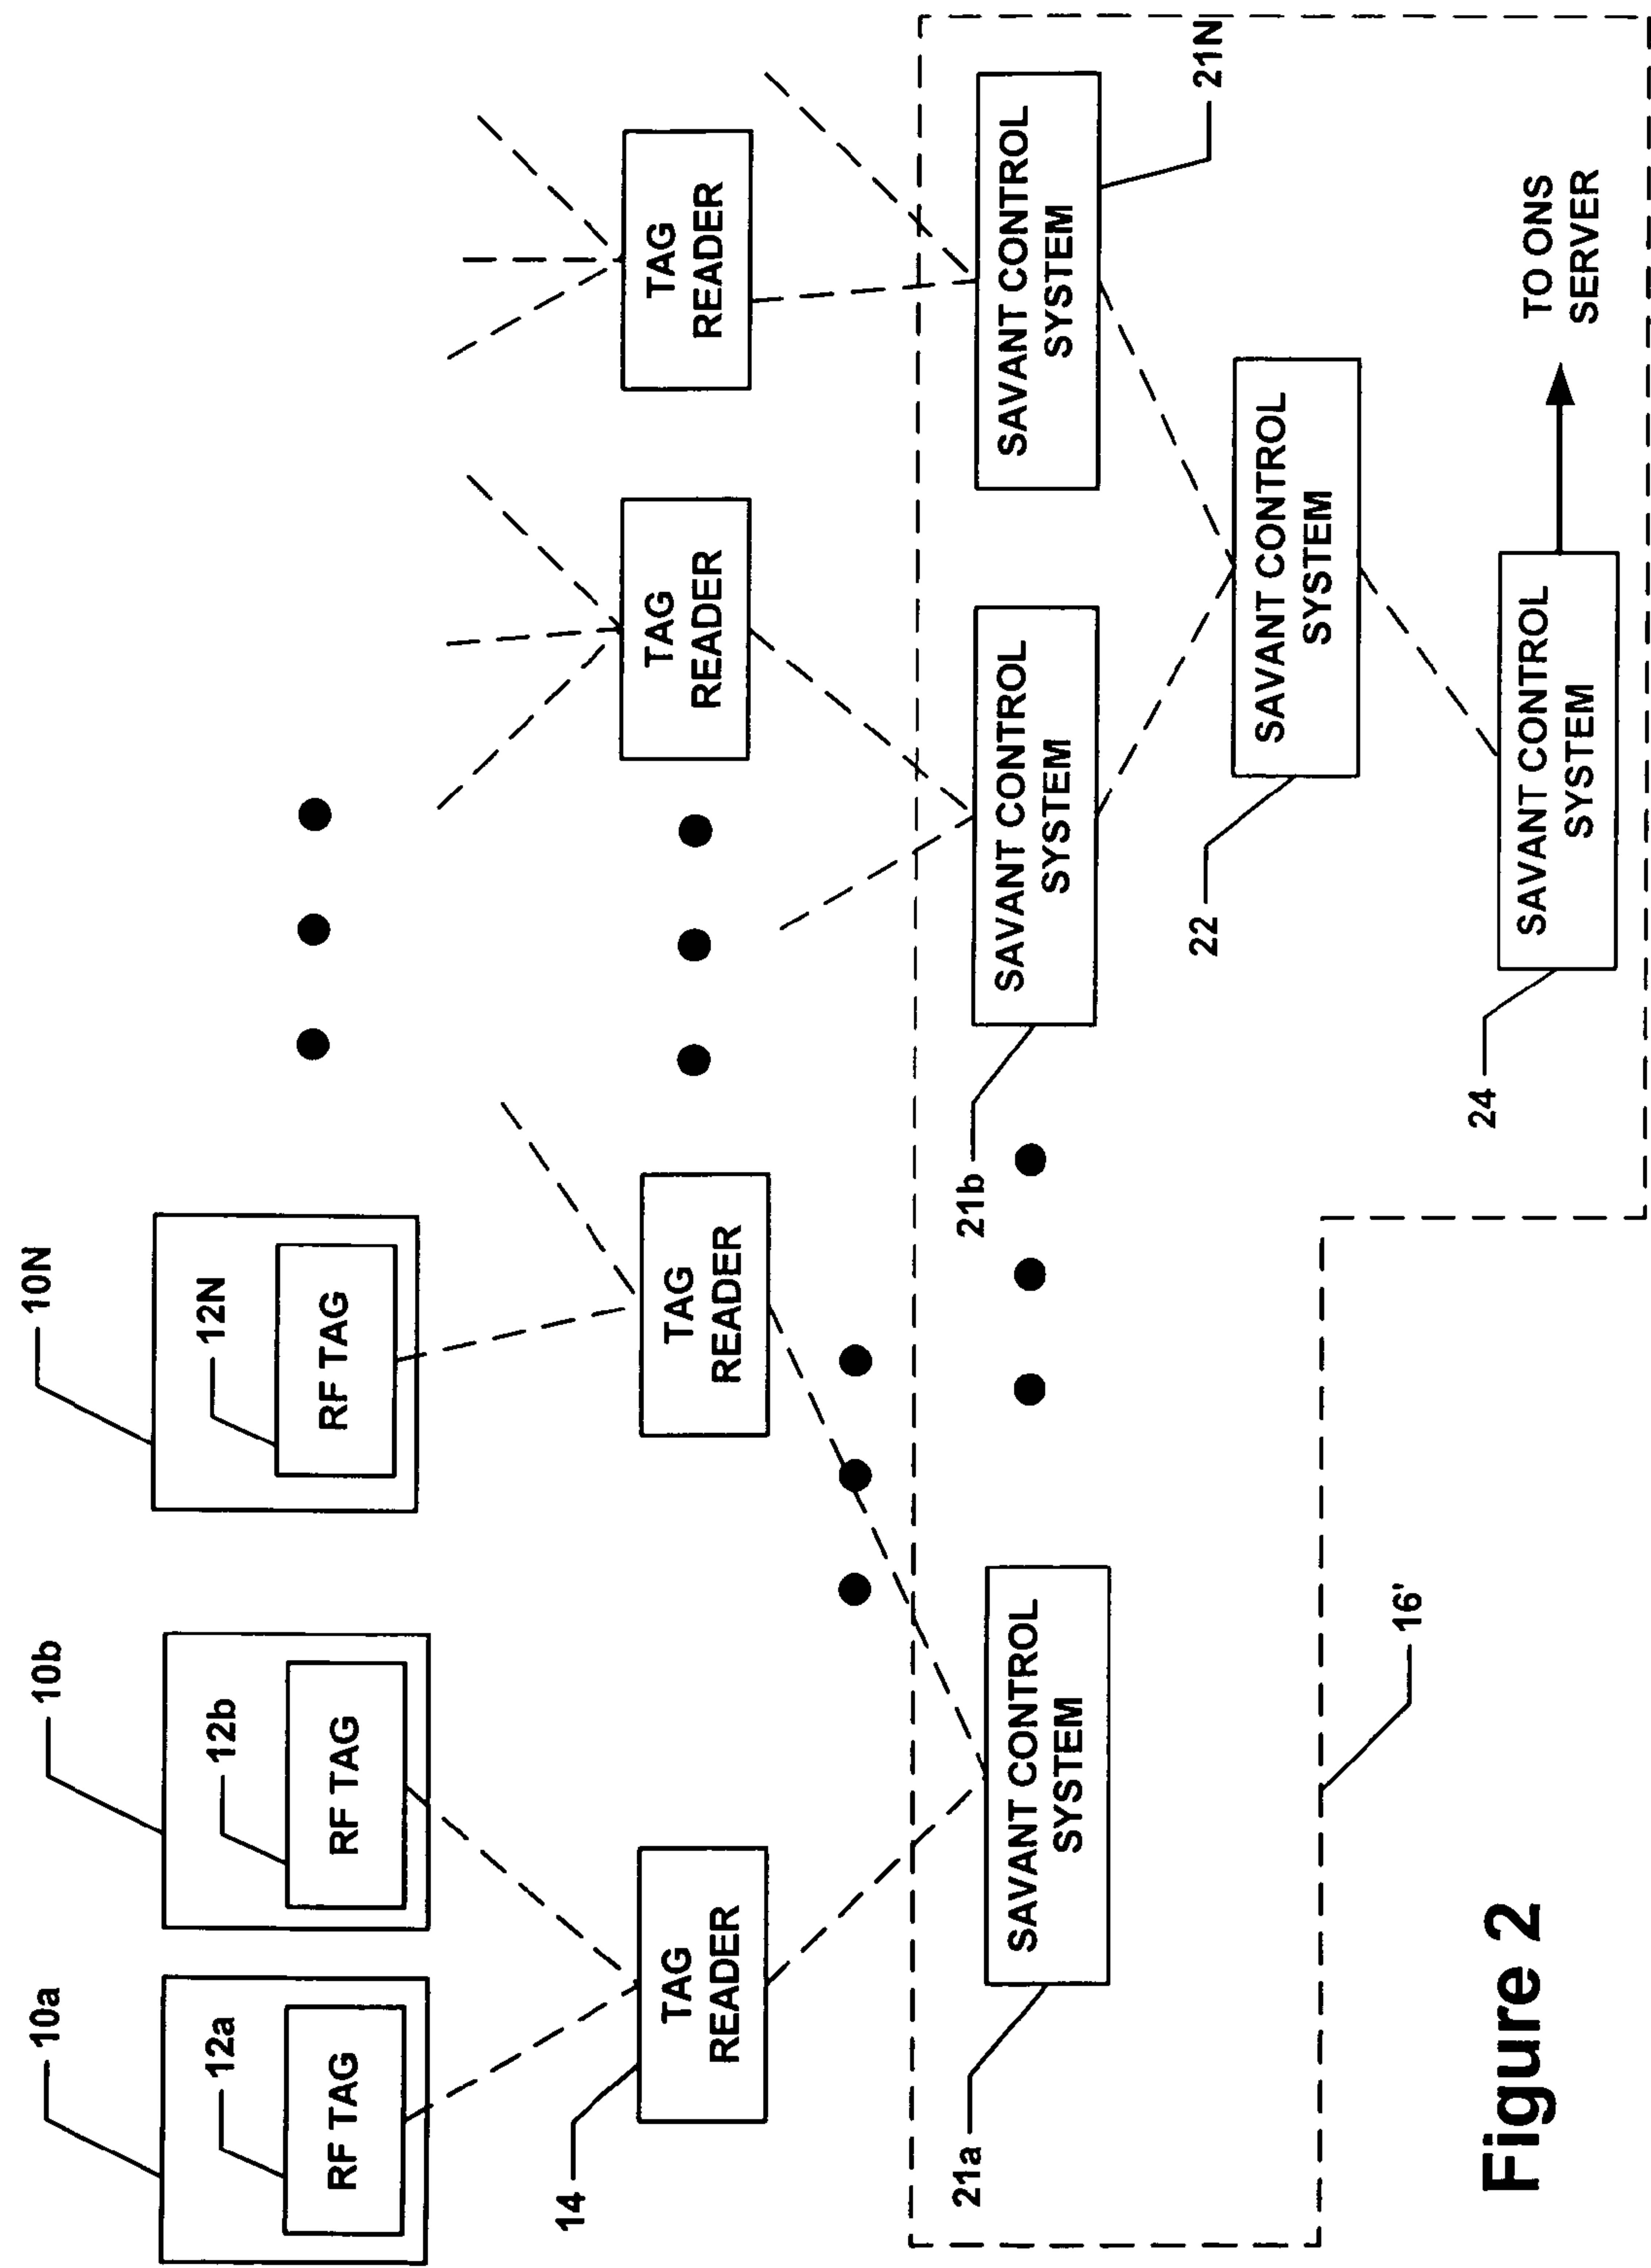 10a
10b
10N
12a
12b
12N
RF TAG
RF TAG
RF TAG
14
TAG
READER
TAG
READER
TAG
READER
TAG
READER
21a
SAVANT CONTROL
SYSTEM
21b
SAVANT CONTROL
SYSTEM
SAVANT CONTROL
SYSTEM
21N
22
SAVANT CONTROL
SYSTEM
16'
24
SAVANT CONTROL
SYSTEM
TO ONS
SERVER
Figure 2